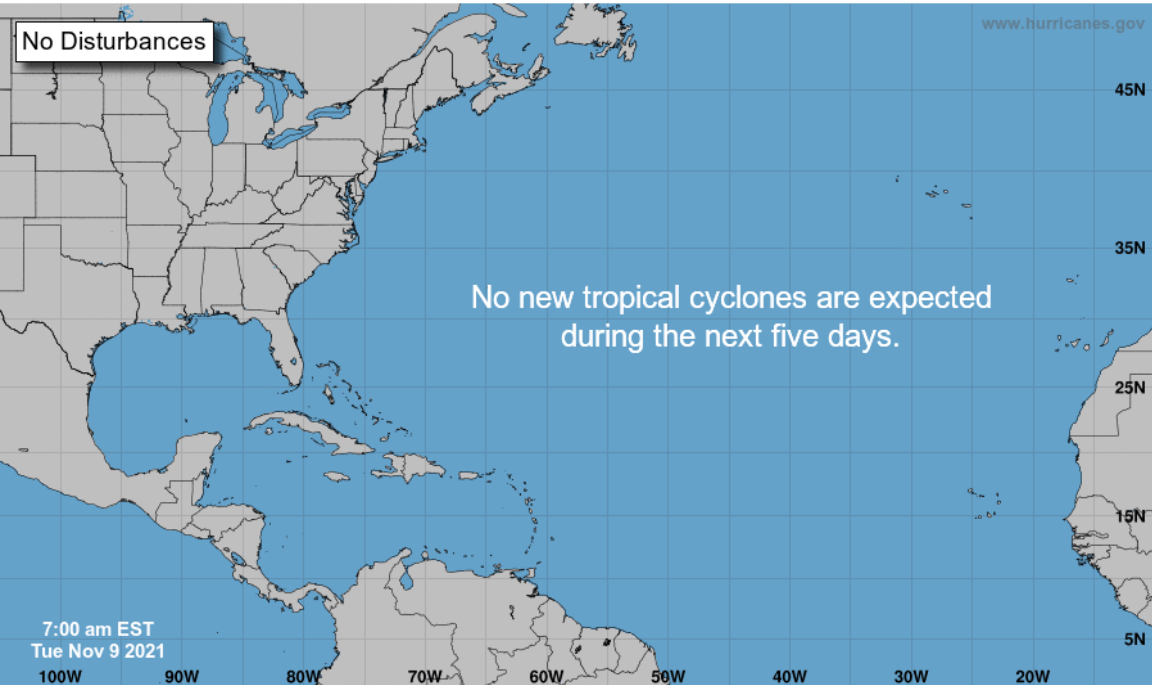 No Disturbances
www.hurricanes.gov
45N
35N
No new tropical cyclones are expected
during the next five days.
25N
15N
7:00 am EST
Tue Nov 9 2021
5N
100W 90W 80W 70W 60W 50W 40W 30W 20W